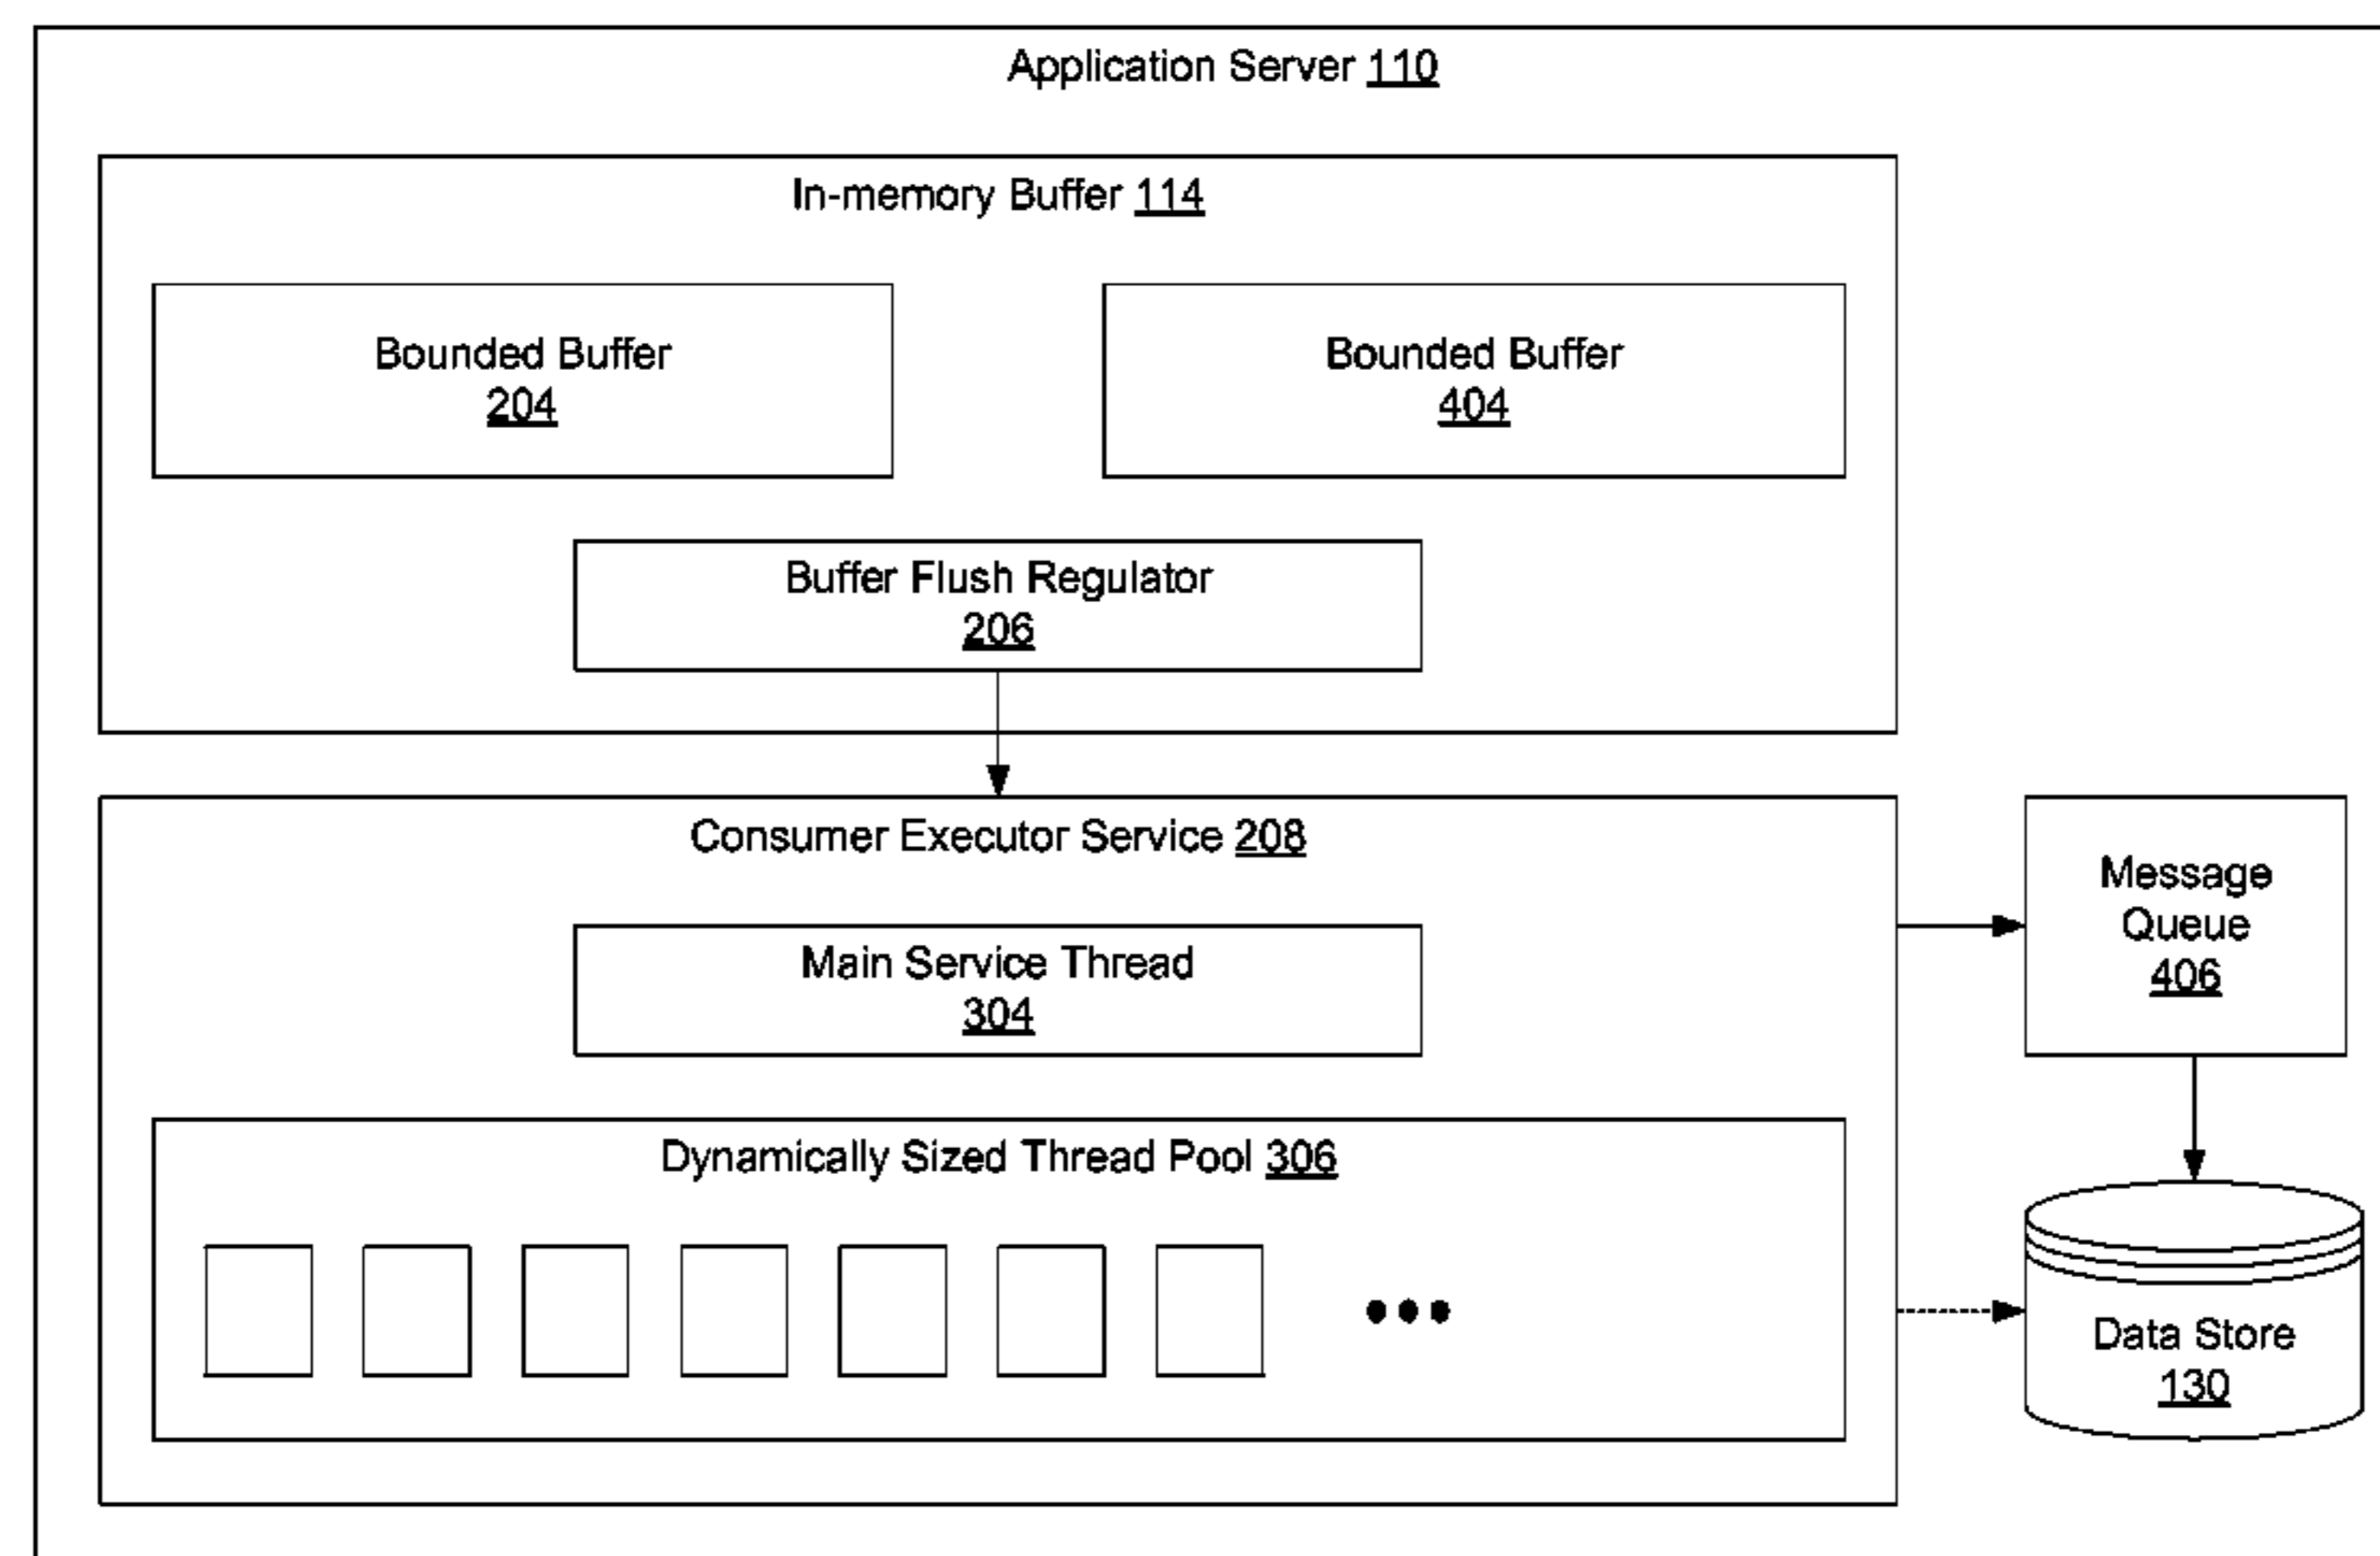 Application Server 110
In-memory Buffer 114
Bounded Buffer
204
Bounded Buffer
404
Buffer Flush Regulator
206
Consumer Executor Service 208
Main Service Thread
304
Message
Queue
406
Dynamically Sized Thread Pool 306
Data Store
130